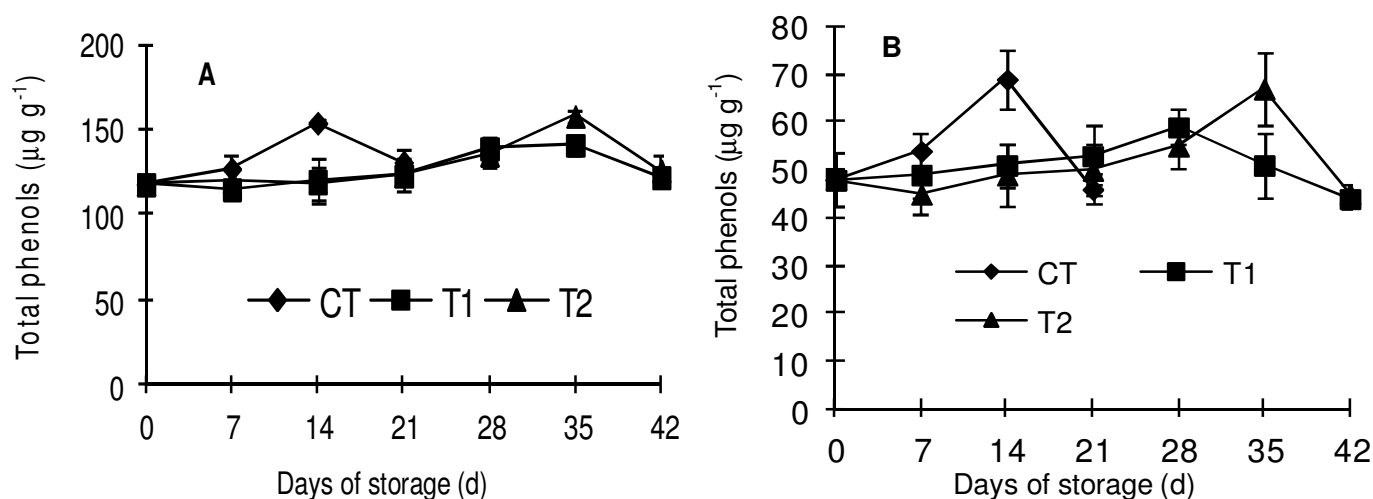 A
Total phenols (µg g-1)
200
150
100
50
0
CT T1 T2
0 7 14 21 28 35 42
Days of storage (d)
B
Total phenols (µg g-1)
80
70
60
50
40
30
20
10
0
CT T1
T2
0 7 14 21 28 35 42
Days of storage (d)